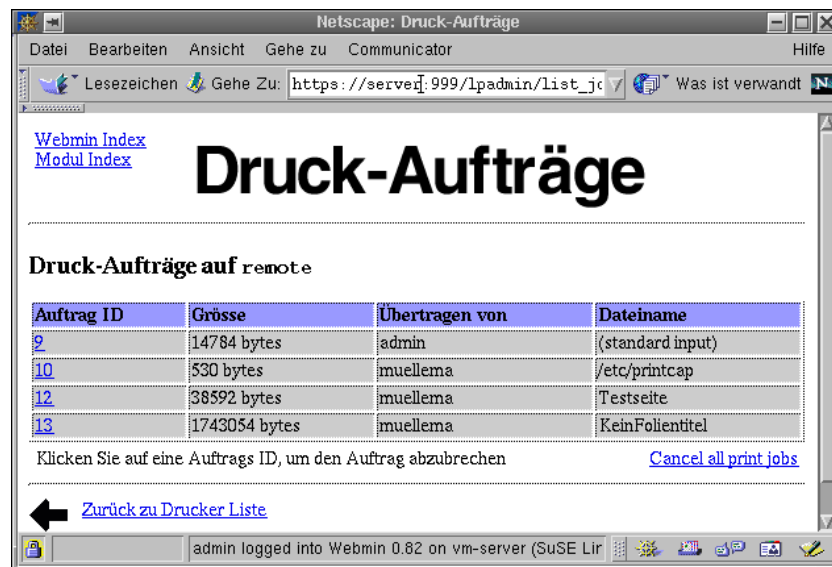 Netscape: Druck-Aufträge
Datei Bearbeiten Ansicht Gehe zu Communicator Hilfe
Lesezeichen Gehe Zu: https://server:999/lpadmin/list_jo Was ist verwandt N
Webmin Index
Modul Index
Druck-Aufträge
Druck-Aufträge auf remote
Auftrag ID Grösse Übertragen von Dateiname
9 14784 bytes admin (standard input)
10 530 bytes muellema /etc/printcap
12 38592 bytes muellema Testseite
13 1743054 bytes muellema KeinFolientitel
Klicken Sie auf eine Auftrags ID, um den Auftrag abzubrechen Cancel all print jobs
Zurück zu Drucker Liste
admin logged into Webmin 0.82 on vm-server (SuSE Lin